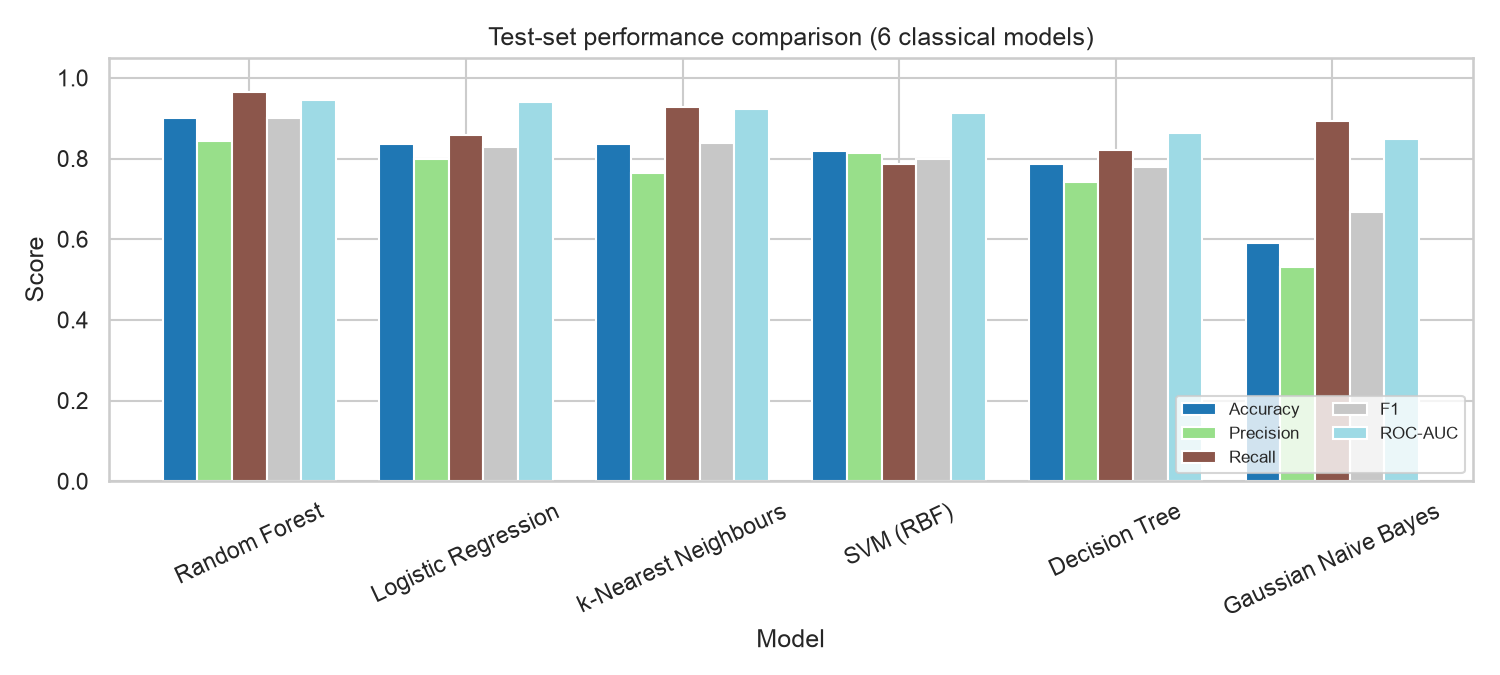 Test-set performance comparison (6 classical models)
Score
1.0
0.8
0.6
0.4
0.2
0.0
Accuracy
Precision
Recall
F1
ROC-AUC
Random Forest
Logistic Regression
k-Nearest Neighbours
SVM (RBF)
Decision Tree
Gaussian Naive Bayes
Model